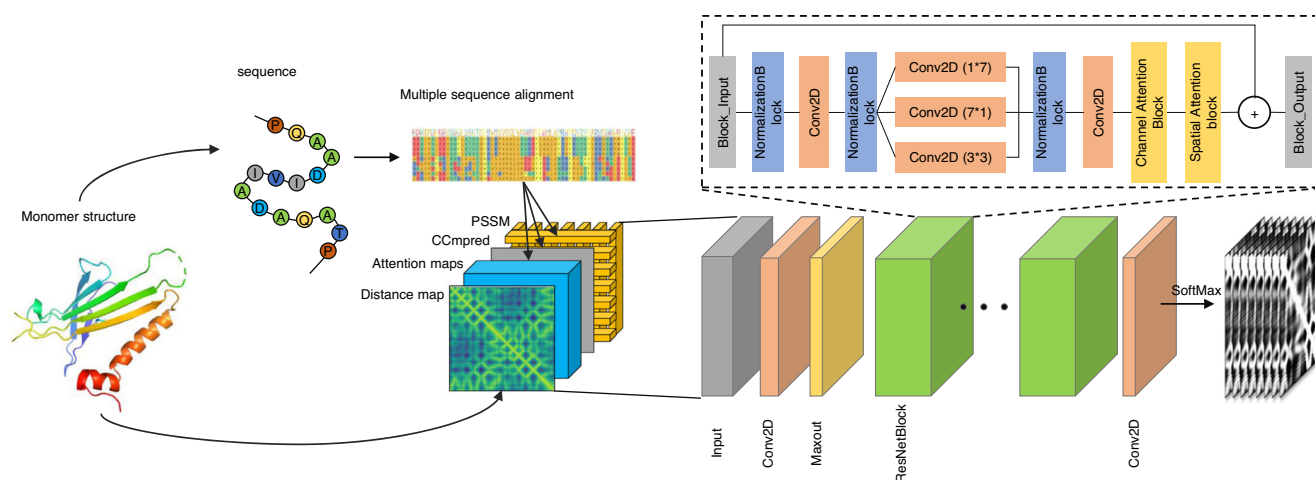 sequence
P
Q
A
A
D
I
V
I
A
D
A
Q
A
T
P
Multiple sequence alignment
Monomer structure
PSSM
CCmpred
Attention maps
Distance map
Block_Input
NormalizationB
lock
Conv2D
NormalizationB
lock
Conv2D (1*7)
Conv2D (7*1)
Conv2D (3*3)
NormalizationB
lock
Conv2D
Channel Attention
Block
Spatial Attention
block
+
Block_Output
SoftMax
Input
Conv2D
Maxout
ResNetBlock
Conv2D